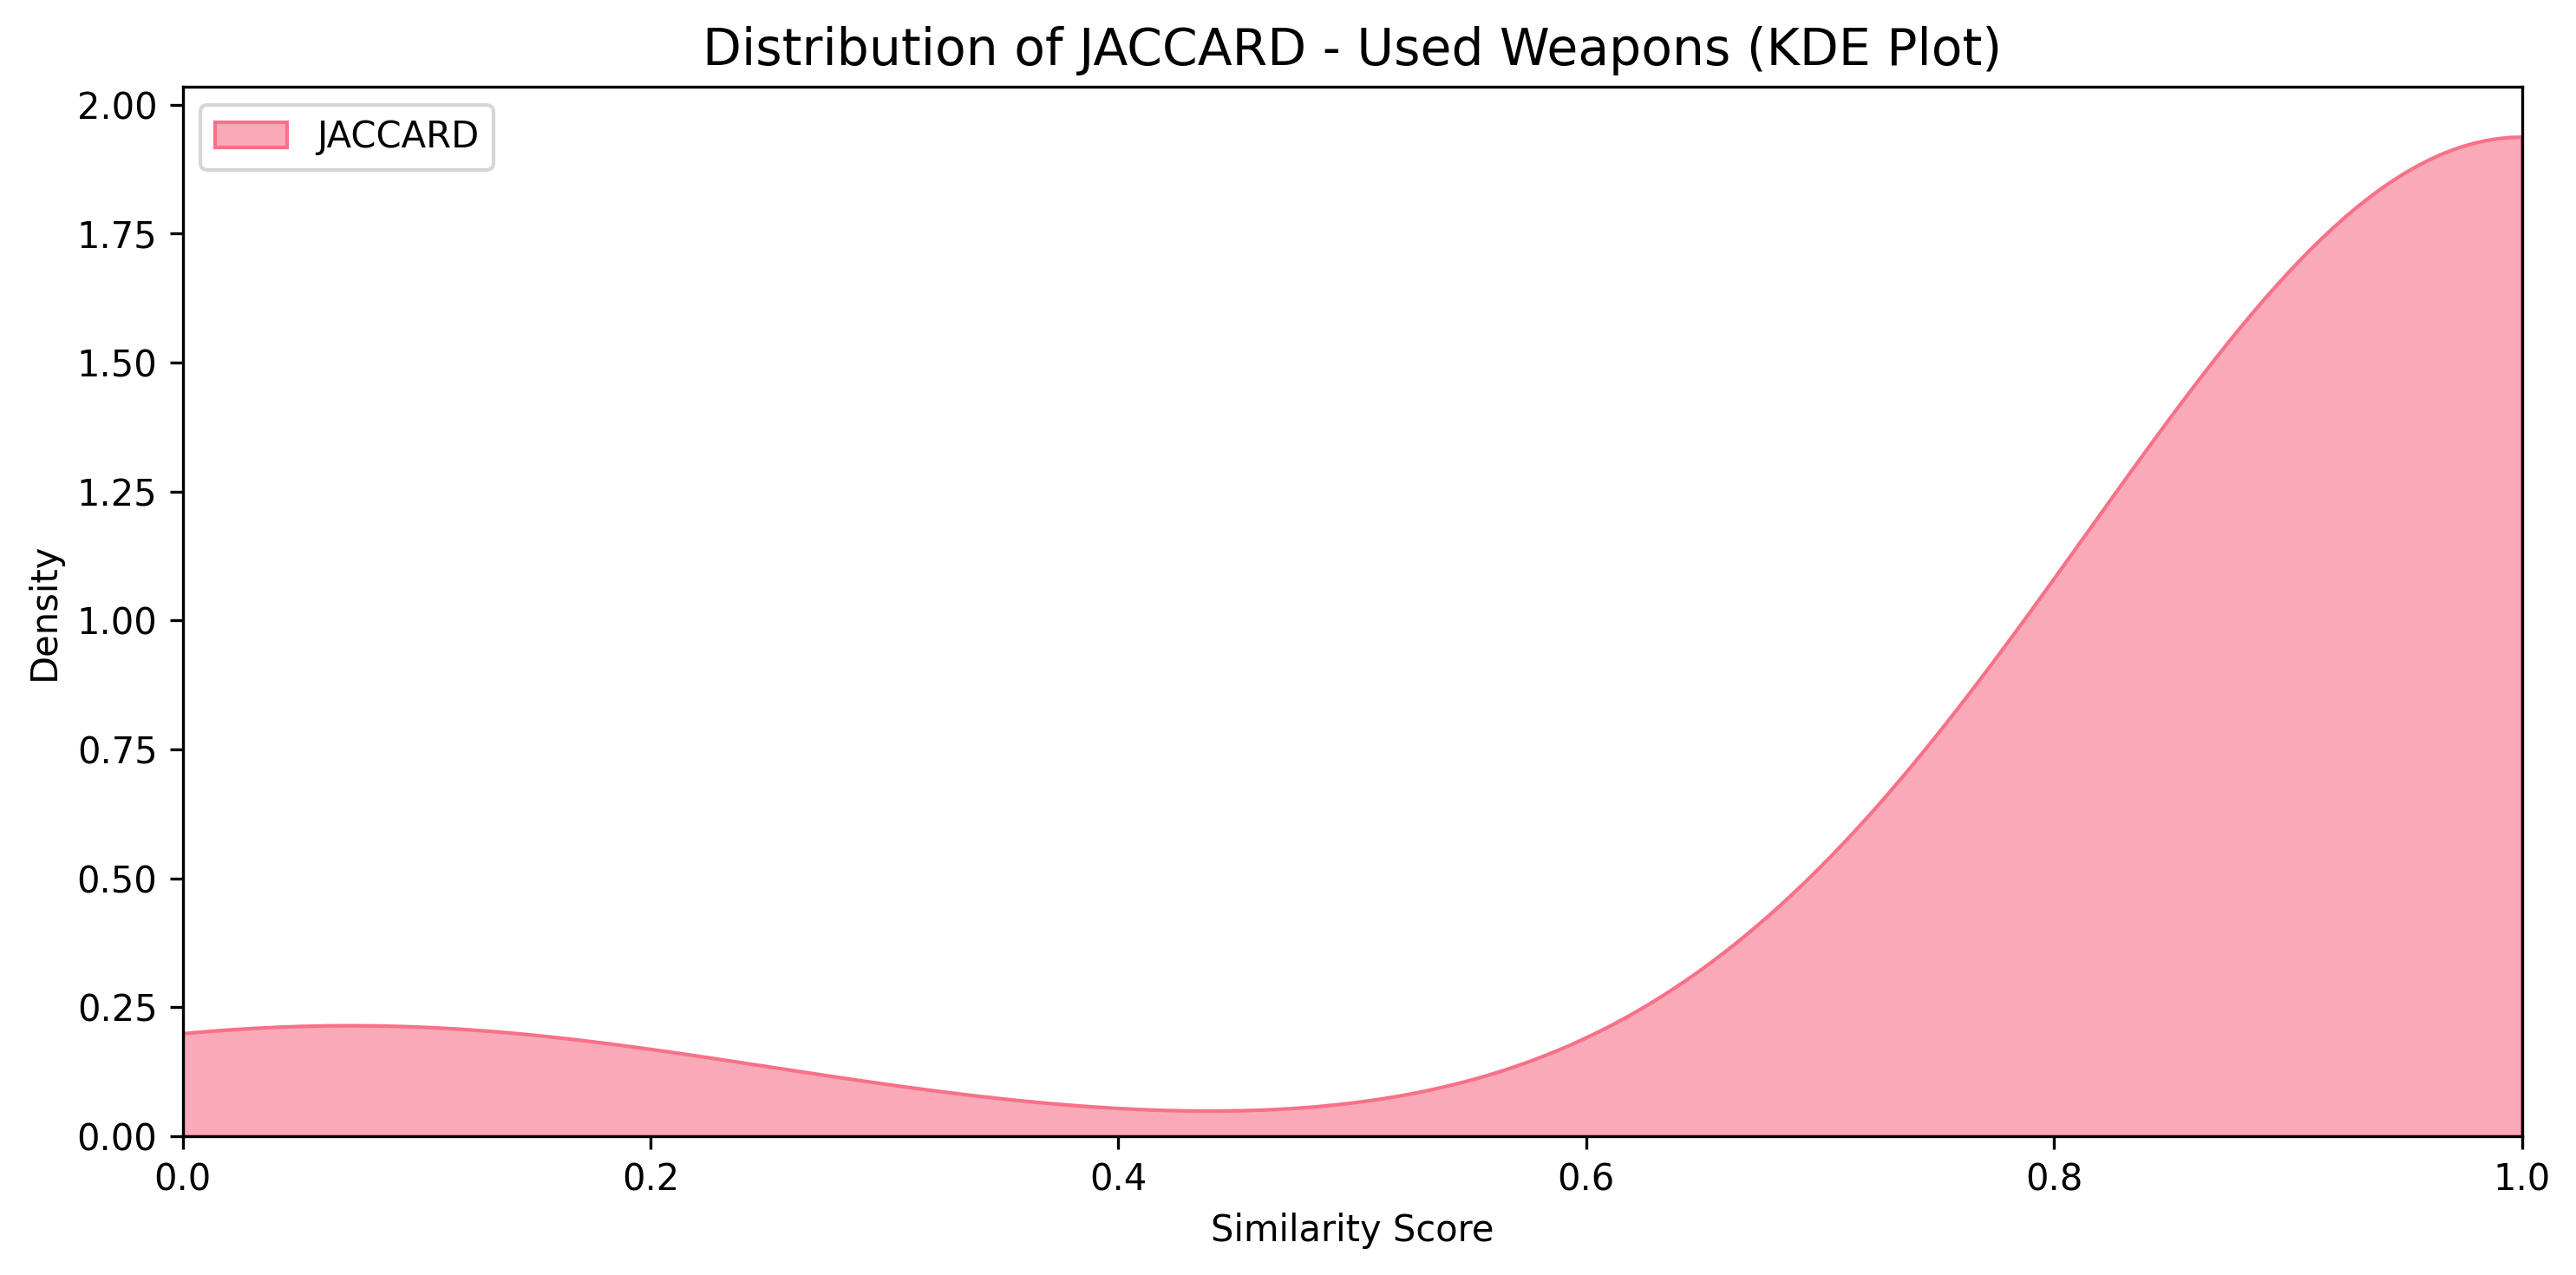 Distribution of JACCARD - Used Weapons (KDE Plot)
JACCARD
Density
2.00
1.75
1.50
1.25
1.00
0.75
0.50
0.25
0.00
0.0 0.2 0.4 0.6 0.8 1.0
Similarity Score